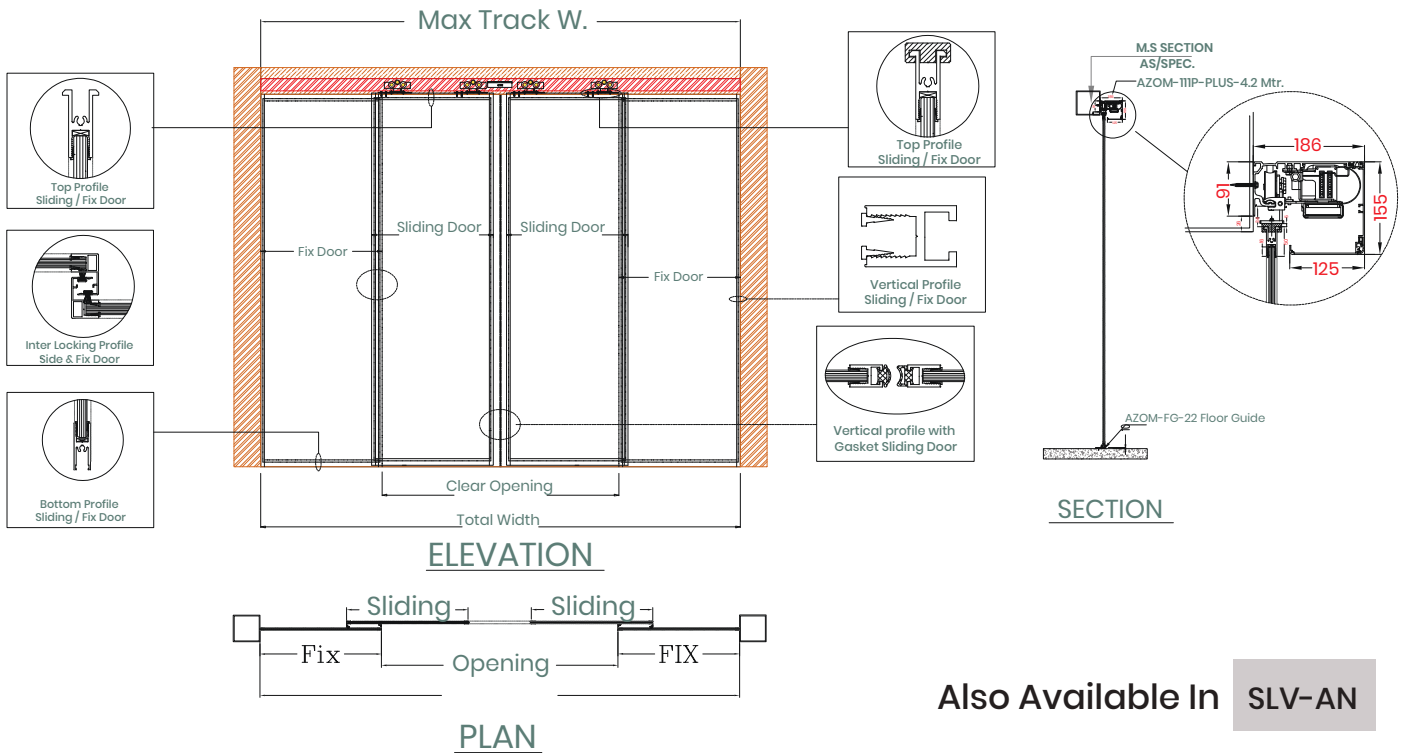 Max Track W.
Top Profile
Sliding / Fix Door
Inter Locking Profile
Side & Fix Door
Bottom Profile
Sliding / Fix Door
Fix Door
Sliding Door
Sliding Door
Fix Door
Clear Opening
Total Width
ELEVATION
Top Profile
Sliding / Fix Door
Vertical Profile
Sliding / Fix Door
Vertical profile with
Gasket Sliding Door
M.S SECTION
AS/SPEC.
AZOM-111P-PLUS-4.2 Mtr.
186
91
155
125
AZOM-FG-22 Floor Guide
SECTION
Sliding
Sliding
Fix
Opening
FIX
PLAN
Also Available In
SLV-AN